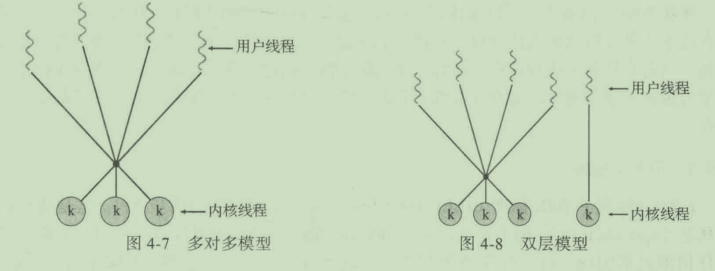 用户线程
k k k
内核线程
图 4-7 多对多模型
用户线程
k k k k
内核线程
图 4-8 双层模型